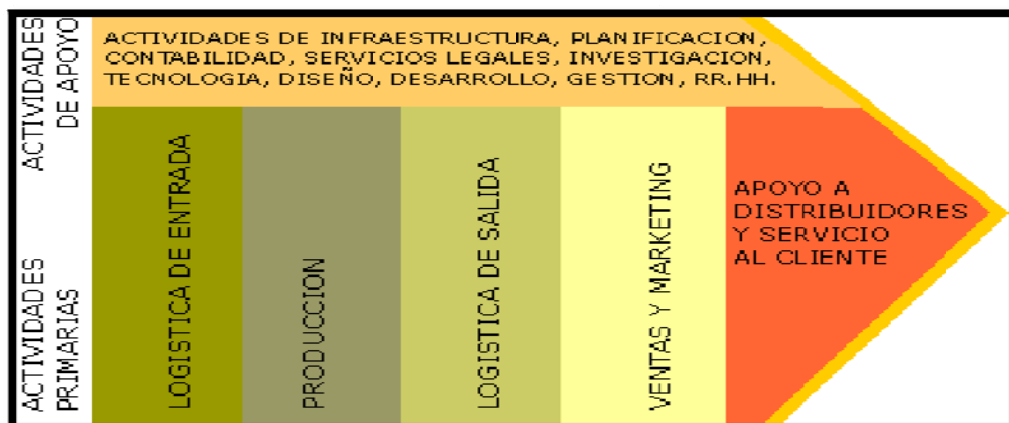 ACTIVIDADES
DE APOYO
ACTIVIDADES DE INFRAESTRUCTURA, PLANIFICACION,
CONTABILIDAD, SERVICIOS LEGALES, INVESTIGACION,
TECNOLOGIA, DISEÑO, DESARROLLO, GESTION, RR.HH.
ACTIVIDADES
PRIMARIAS
LOGISTICA DE ENTRADA
PRODUCCION
LOGISTICA DE SALIDA
VENTAS Y MARKETING
APOYO A
DISTRIBUIDORES
Y SERVICIO
AL CLIENTE